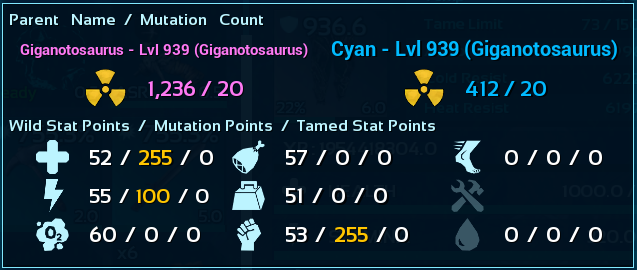 Parent Name / Mutation Count
Giganotosaurus - Lvl 939 (Giganotosaurus) Cyan - Lvl 939 (Giganotosaurus)
1,236 / 20 412 / 20
Wild Stat Points / Mutation Points / Tamed Stat Points
52 / 255 / 0 57 / 0 / 0 0 / 0 / 0
55 / 100 / 0 51 / 0 / 0
O2 60 / 0 / 0 53 / 255 / 0 0 / 0 / 0